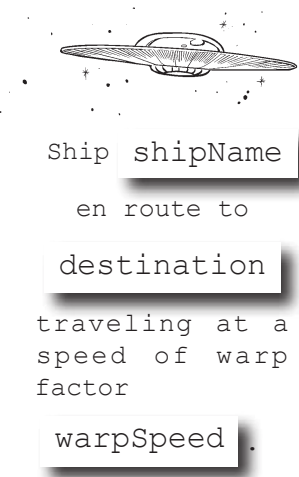 Ship shipName
en route to
destination
traveling at a
speed of warp
factor
warpSpeed .